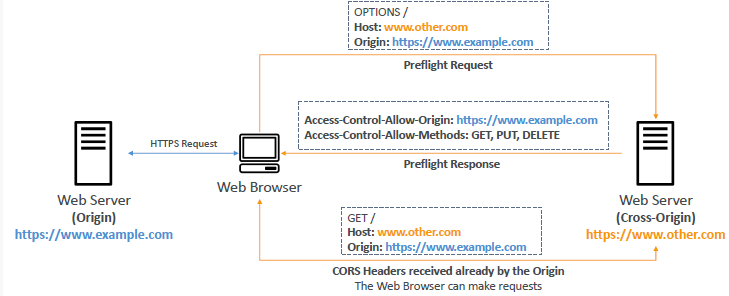 OPTIONS /
Host: www.other.com
Origin: https://www.example.com
Preflight Request
Access-Control-Allow-Origin: https://www.example.com
Access-Control-Allow-Methods: GET, PUT, DELETE
Preflight Response
HTTPS Request
Web Browser
Web Server
(Origin)
https://www.example.com
Web Server
(Cross-Origin)
https://www.other.com
GET /
Host: www.other.com
Origin: https://www.example.com
CORS Headers received already by the Origin
The Web Browser can make requests